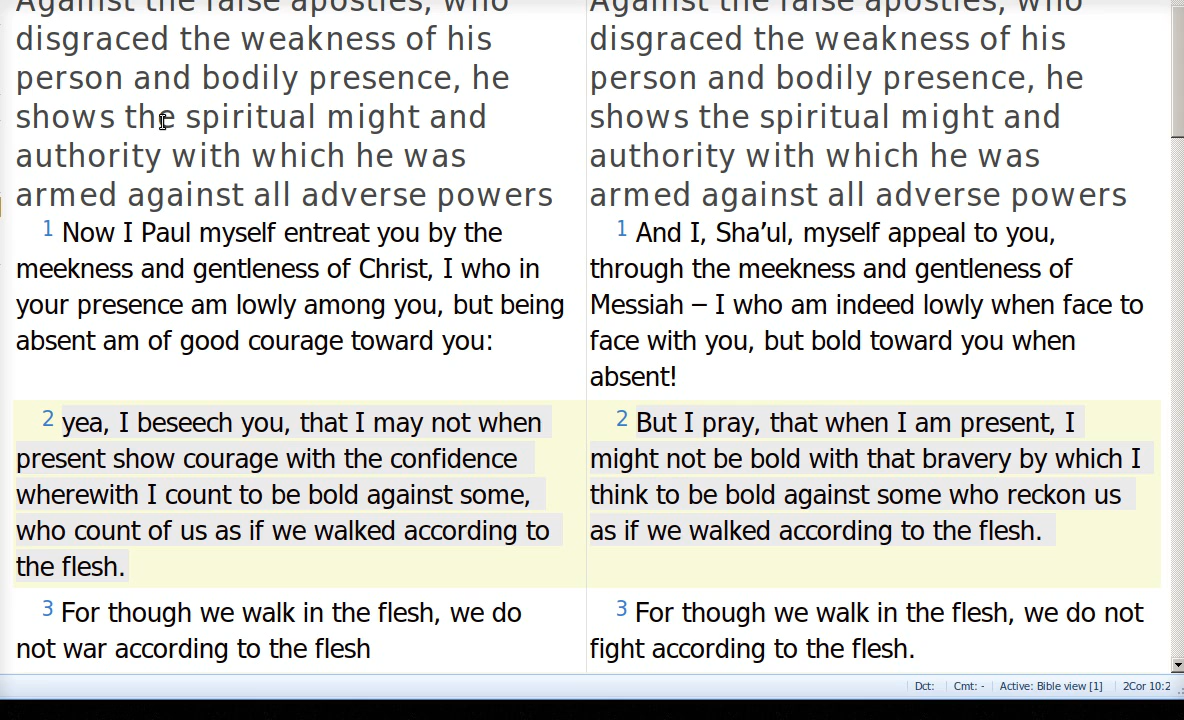 Against the false apostles, who
disgraced the weakness of his
person and bodily presence, he
shows the spiritual might and
authority with which he was
armed against all adverse powers
1 Now I Paul myself entreat you by the
meekness and gentleness of Christ, I who in
your presence am lowly among you, but being
absent am of good courage toward you:
2 yea, I beseech you, that I may not when
present show courage with the confidence
wherewith I count to be bold against some,
who count of us as if we walked according to
the flesh.
3 For though we walk in the flesh, we do
not war according to the flesh
Against the false apostles, who
disgraced the weakness of his
person and bodily presence, he
shows the spiritual might and
authority with which he was
armed against all adverse powers
1 And I, Sha’ul, myself appeal to you,
through the meekness and gentleness of
Messiah – I who am indeed lowly when face to
face with you, but bold toward you when
absent!
2 But I pray, that when I am present, I
might not be bold with that bravery by which I
think to be bold against some who reckon us
as if we walked according to the flesh.
3 For though we walk in the flesh, we do not
fight according to the flesh.
Dct: Cmt: - Active: Bible view [1] 2Cor 10:2